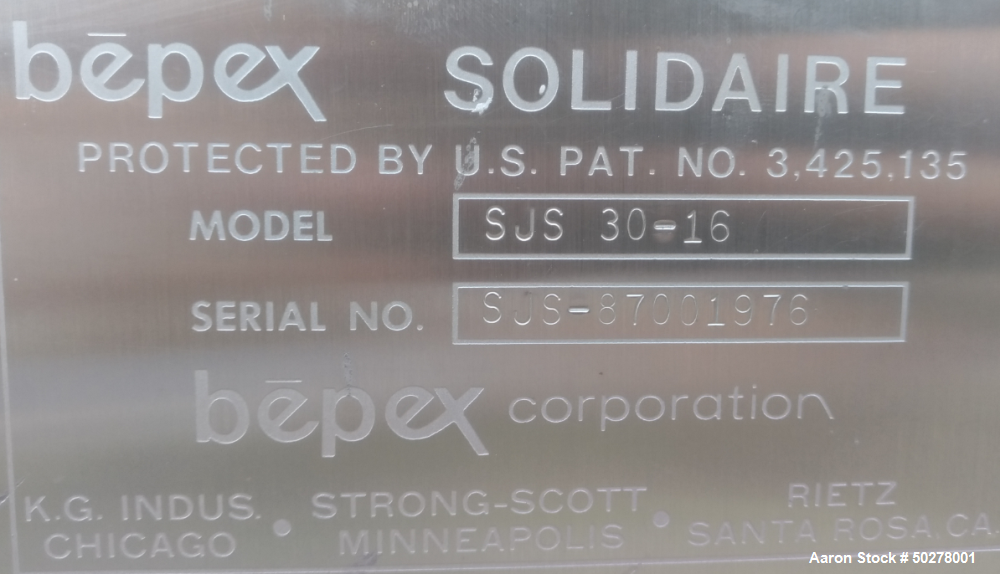 bēpex SOLIDAIRE
PROTECTED BY U.S. PAT. NO. 3,425,135
MODEL SJS 30-16
SERIAL NO. SJS-87001976
bēpex corporation
K.G. INDUS. • STRONG-SCOTT • RIETZ
CHICAGO MINNEAPOLIS SANTA ROSA, CA.
Aaron Stock # 50278001